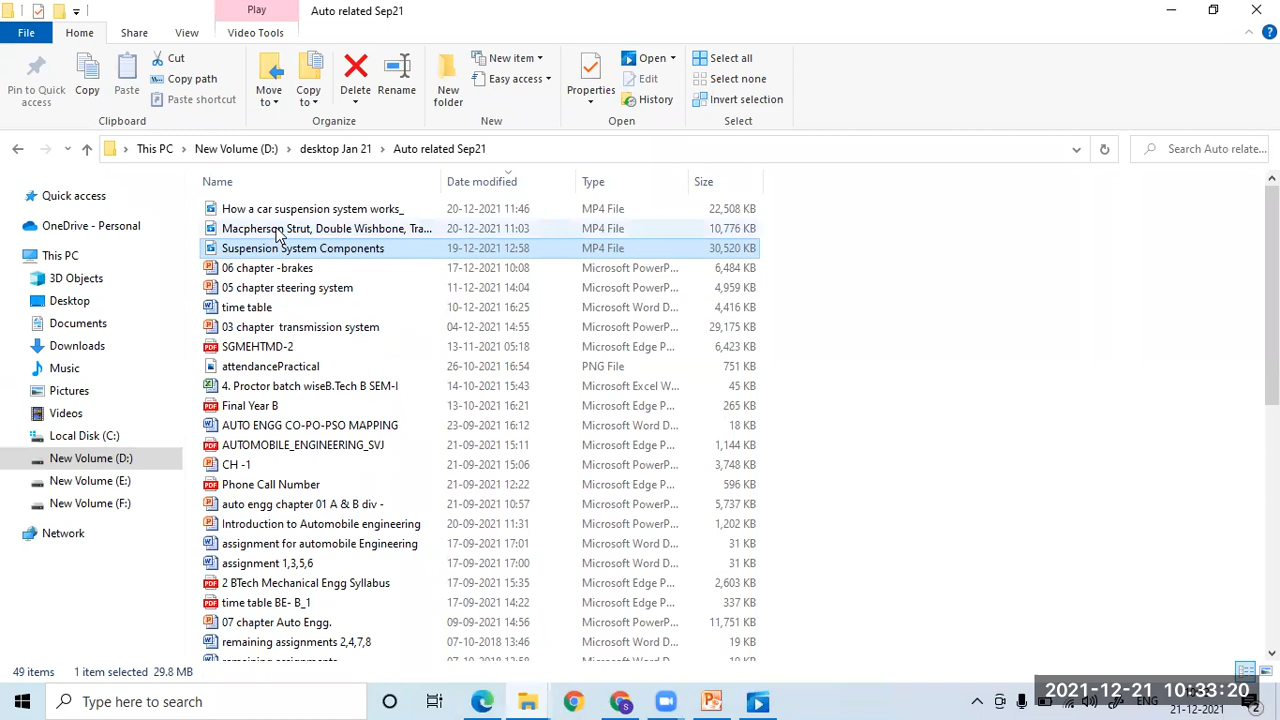 Play
Auto related Sep21
File
Home
Share
View
Video Tools
Pin to Quick access
Copy
Paste
Cut
Copy path
Paste shortcut
Clipboard
Move to
Copy to
Delete
Rename
Organize
New folder
New item
Easy access
New
Properties
Open
Edit
History
Open
Select all
Select none
Invert selection
Select
This PC
New Volume (D:)
desktop Jan 21
Auto related Sep21
Search Auto relate...
Quick access
OneDrive - Personal
This PC
3D Objects
Desktop
Documents
Downloads
Music
Pictures
Videos
Local Disk (C:)
New Volume (D:)
New Volume (E:)
New Volume (F:)
Network
Name Date modified Type Size
How a car suspension system works_ 20-12-2021 11:46 MP4 File 22,508 KB
Macpherson Strut, Double Wishbone, Tra... 20-12-2021 11:03 MP4 File 10,776 KB
Suspension System Components 19-12-2021 12:58 MP4 File 30,520 KB
06 chapter -brakes 17-12-2021 10:08 Microsoft PowerP... 6,484 KB
05 chapter steering system 11-12-2021 14:04 Microsoft PowerP... 4,959 KB
time table 10-12-2021 16:25 Microsoft Word D... 4,416 KB
03 chapter transmission system 04-12-2021 14:55 Microsoft PowerP... 29,175 KB
SGMEHTMD-2 13-11-2021 05:18 Microsoft Edge P... 6,423 KB
attendancePractical 26-10-2021 16:54 PNG File 751 KB
4. Proctor batch wiseB.Tech B SEM-I 14-10-2021 15:43 Microsoft Excel W... 45 KB
Final Year B 13-10-2021 16:21 Microsoft Edge P... 265 KB
AUTO ENGG CO-PO-PSO MAPPING 23-09-2021 16:12 Microsoft Word D... 18 KB
AUTOMOBILE_ENGINEERING_SVJ 21-09-2021 15:11 Microsoft Edge P... 1,144 KB
CH -1 21-09-2021 15:06 Microsoft PowerP... 3,748 KB
Phone Call Number 21-09-2021 12:22 Microsoft Edge P... 596 KB
auto engg chapter 01 A & B div - 21-09-2021 10:57 Microsoft PowerP... 5,737 KB
Introduction to Automobile engineering 20-09-2021 11:31 Microsoft PowerP... 1,202 KB
assignment for automobile Engineering 17-09-2021 17:01 Microsoft Word D... 31 KB
assignment 1,3,5,6 17-09-2021 17:00 Microsoft Word D... 31 KB
2 BTech Mechanical Engg Syllabus 17-09-2021 15:35 Microsoft Edge P... 2,603 KB
time table BE- B_1 17-09-2021 14:22 Microsoft Edge P... 337 KB
07 chapter Auto Engg. 09-09-2021 14:56 Microsoft PowerP... 11,751 KB
remaining assignments 2,4,7,8 07-10-2018 13:46 Microsoft Word D... 19 KB
49 items 1 item selected 29.8 MB
Type here to search
2021-12-21 10:33:20
ENG
21-12-2021
2